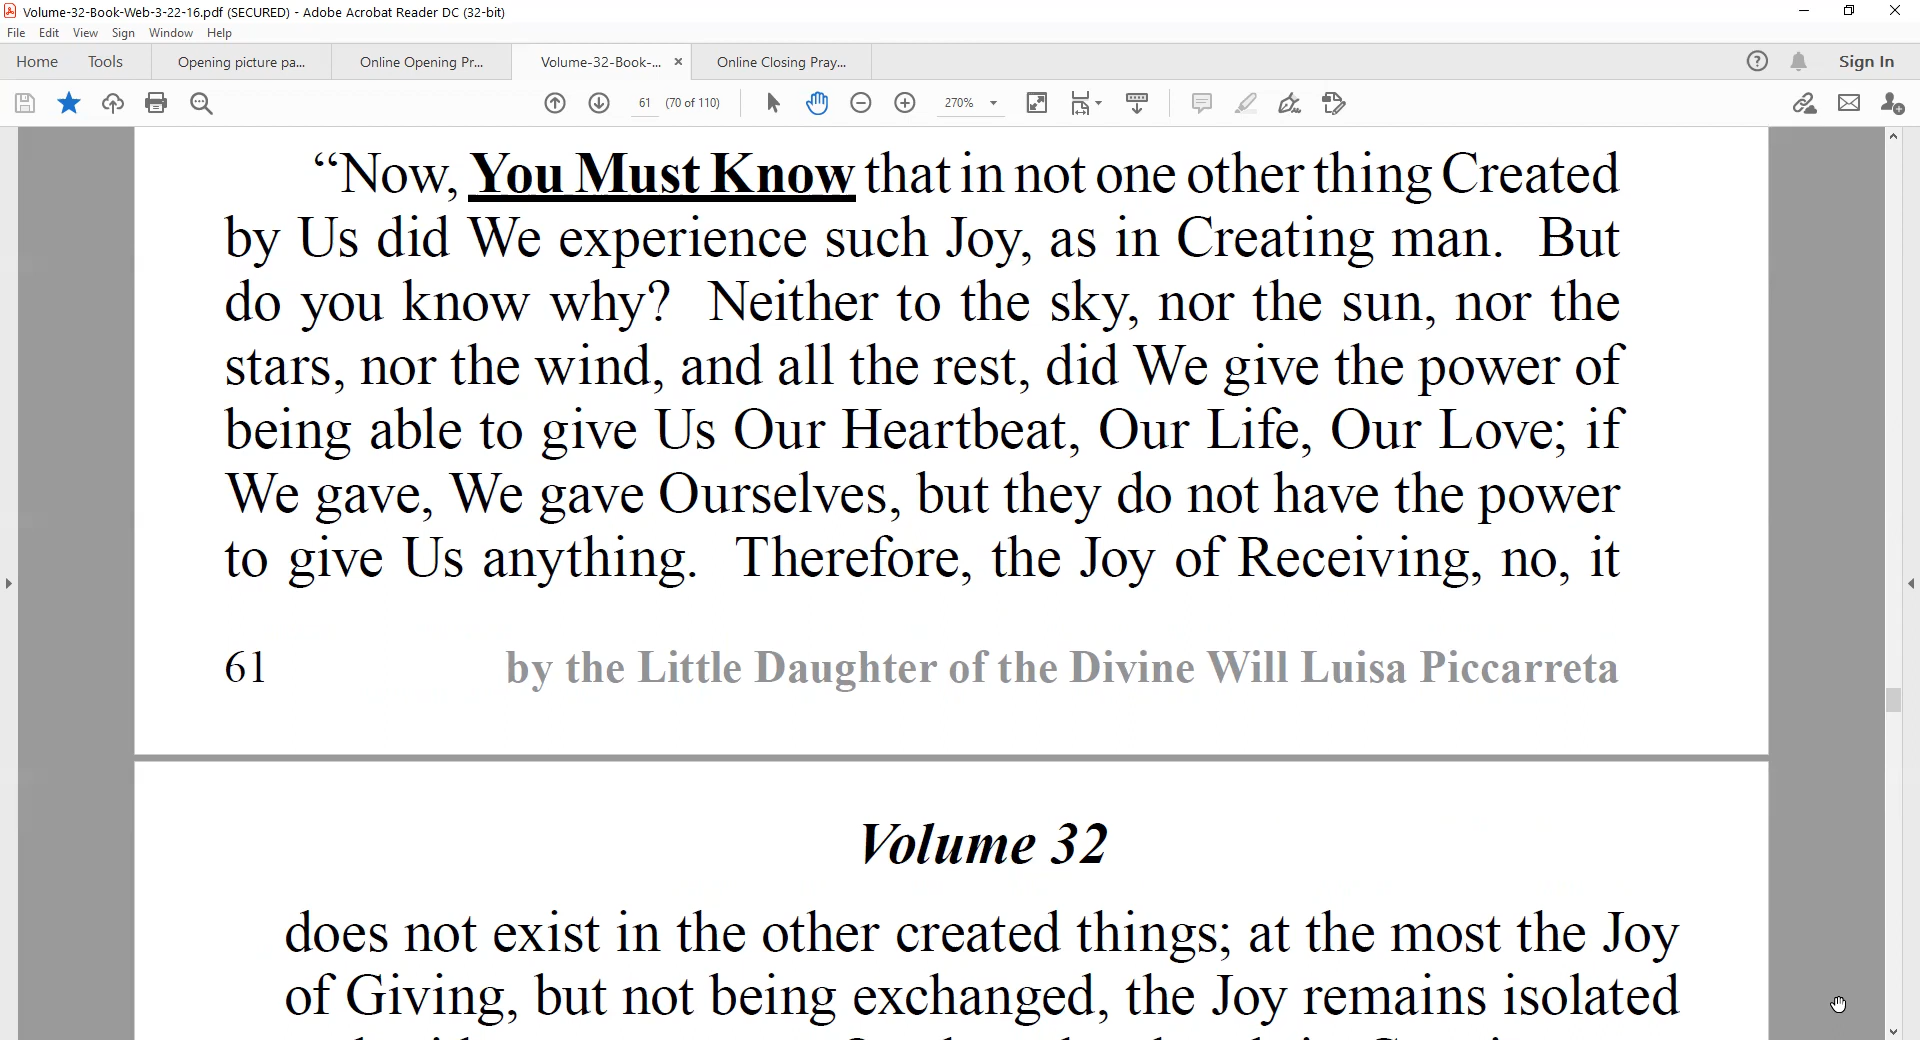 Volume-32-Book-Web-3-22-16.pdf (SECURED) - Adobe Acrobat Reader DC (32-bit)
File Edit View Sign Window Help
Home Tools Opening picture pa... Online Opening Pr... Volume-32-Book-... × Online Closing Pray... Sign In
61 (70 of 110) 270%
“Now, You Must Know that in not one other thing Created
by Us did We experience such Joy, as in Creating man. But
do you know why? Neither to the sky, nor the sun, nor the
stars, nor the wind, and all the rest, did We give the power of
being able to give Us Our Heartbeat, Our Life, Our Love; if
We gave, We gave Ourselves, but they do not have the power
to give Us anything. Therefore, the Joy of Receiving, no, it
61 by the Little Daughter of the Divine Will Luisa Piccarreta
Volume 32
does not exist in the other created things; at the most the Joy
of Giving, but not being exchanged, the Joy remains isolated